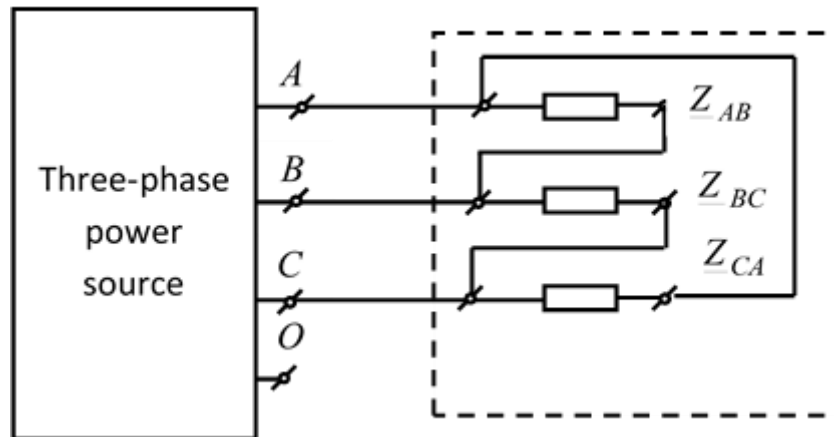 Three-phase
power
source
A
B
C
O
Z_AB
Z_BC
Z_CA